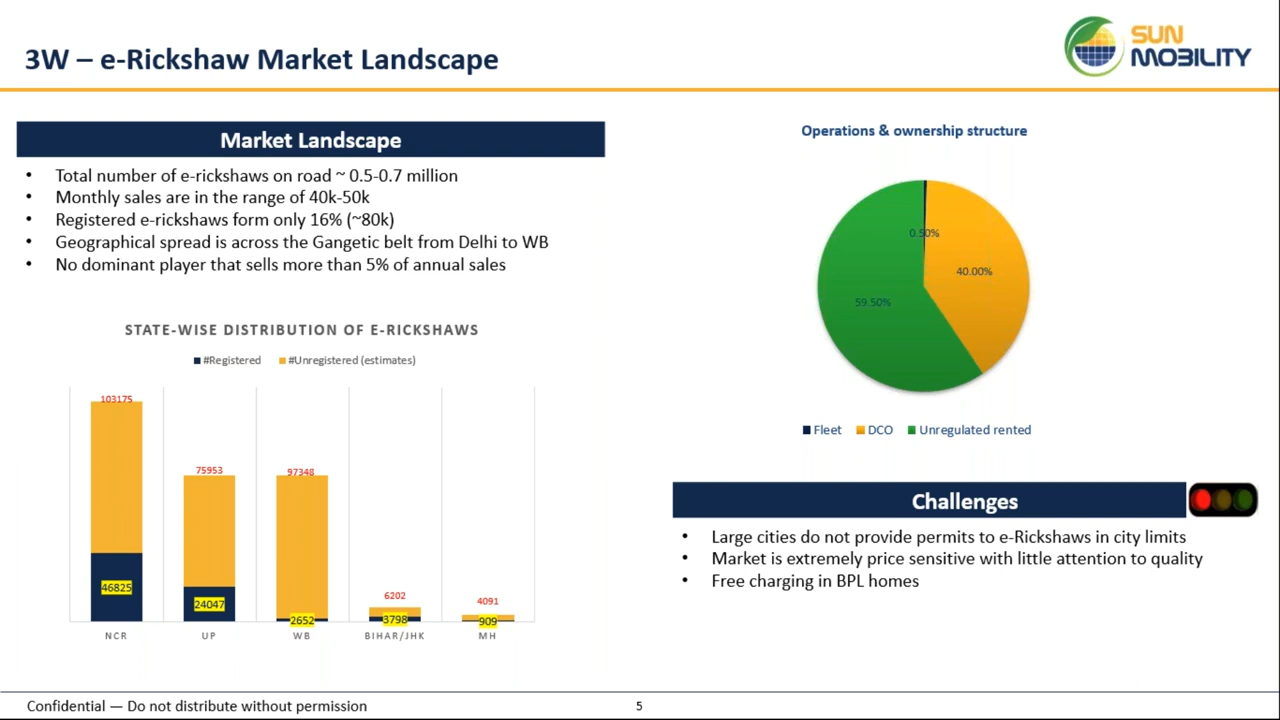 3W – e-Rickshaw Market Landscape
SUN
MOBILITY
Market Landscape
• Total number of e-rickshaws on road ~ 0.5-0.7 million
• Monthly sales are in the range of 40k-50k
• Registered e-rickshaws form only 16% (~80k)
• Geographical spread is across the Gangetic belt from Delhi to WB
• No dominant player that sells more than 5% of annual sales
STATE-WISE DISTRIBUTION OF E-RICKSHAWS
#Registered #Unregistered (estimates)
103175
75953
97348
6202
4091
46825
24047
2652
3798
909
NCR UP WB BIHAR/JHK MH
Operations & ownership structure
0.50%
40.00%
59.50%
Fleet DCO Unregulated rented
Challenges
• Large cities do not provide permits to e-Rickshaws in city limits
• Market is extremely price sensitive with little attention to quality
• Free charging in BPL homes
Confidential — Do not distribute without permission
5